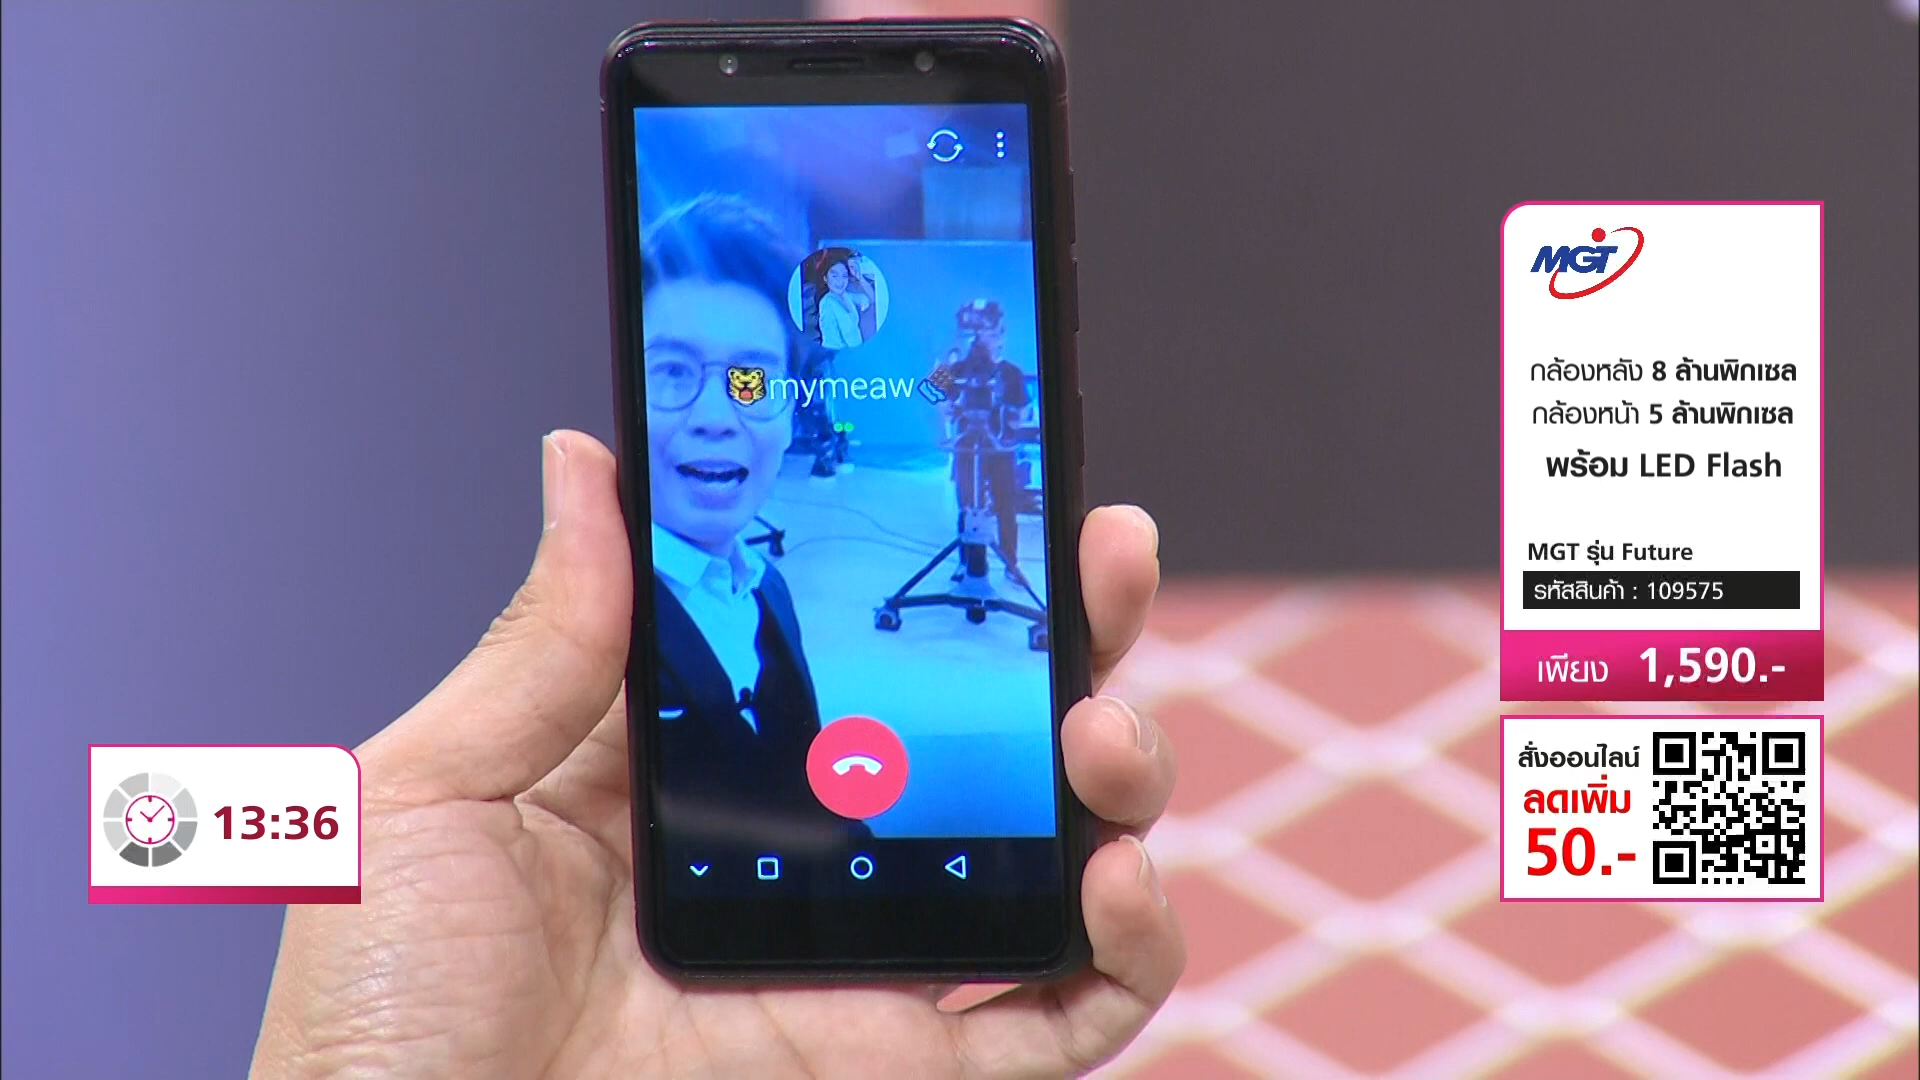 mymeaw
MGT
กล้องหลัง 8 ล้านพิกเซล
กล้องหน้า 5 ล้านพิกเซล
พร้อม LED Flash
MGT รุ่น Future
รหัสสินค้า : 109575
เพียง 1,590.-
สั่งออนไลน์
ลดเพิ่ม
50.-
13:36